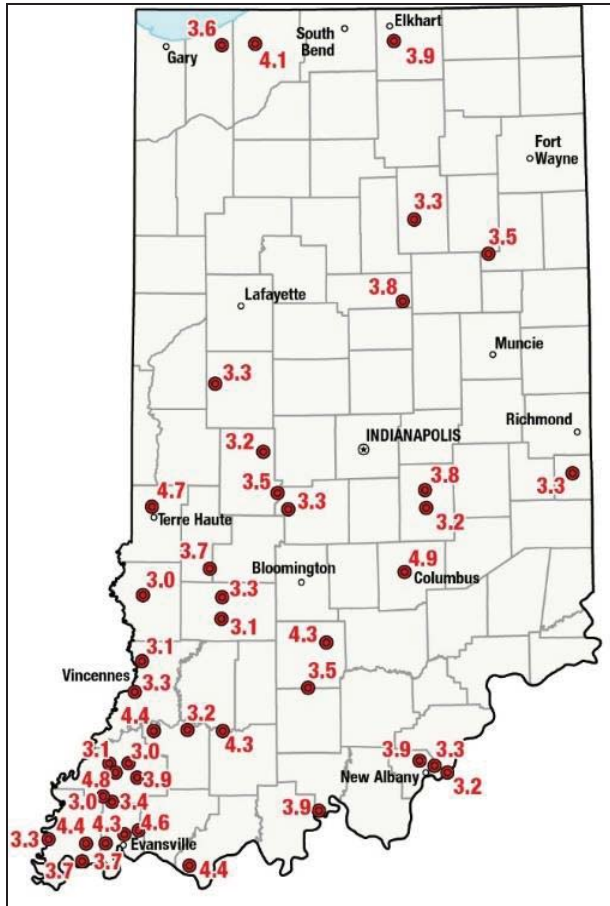 3.6
4.1
South
Bend
Elkhart
3.9
Gary
Fort
Wayne
3.3
3.5
3.8
Lafayette
Muncie
3.3
Richmond
INDIANAPOLIS
3.2
3.3
3.5
3.8
4.7
3.3
3.2
Terre Haute
3.7
Bloomington
4.9
Columbus
3.0
3.3
3.1
4.3
3.1
Vincennes
3.3
3.5
4.4
3.2
4.3
3.1
3.0
3.9
3.3
4.8
3.9
New Albany
3.2
3.0
3.4
3.9
3.3
4.4
4.3
4.6
Evansville
3.7
3.7
4.4